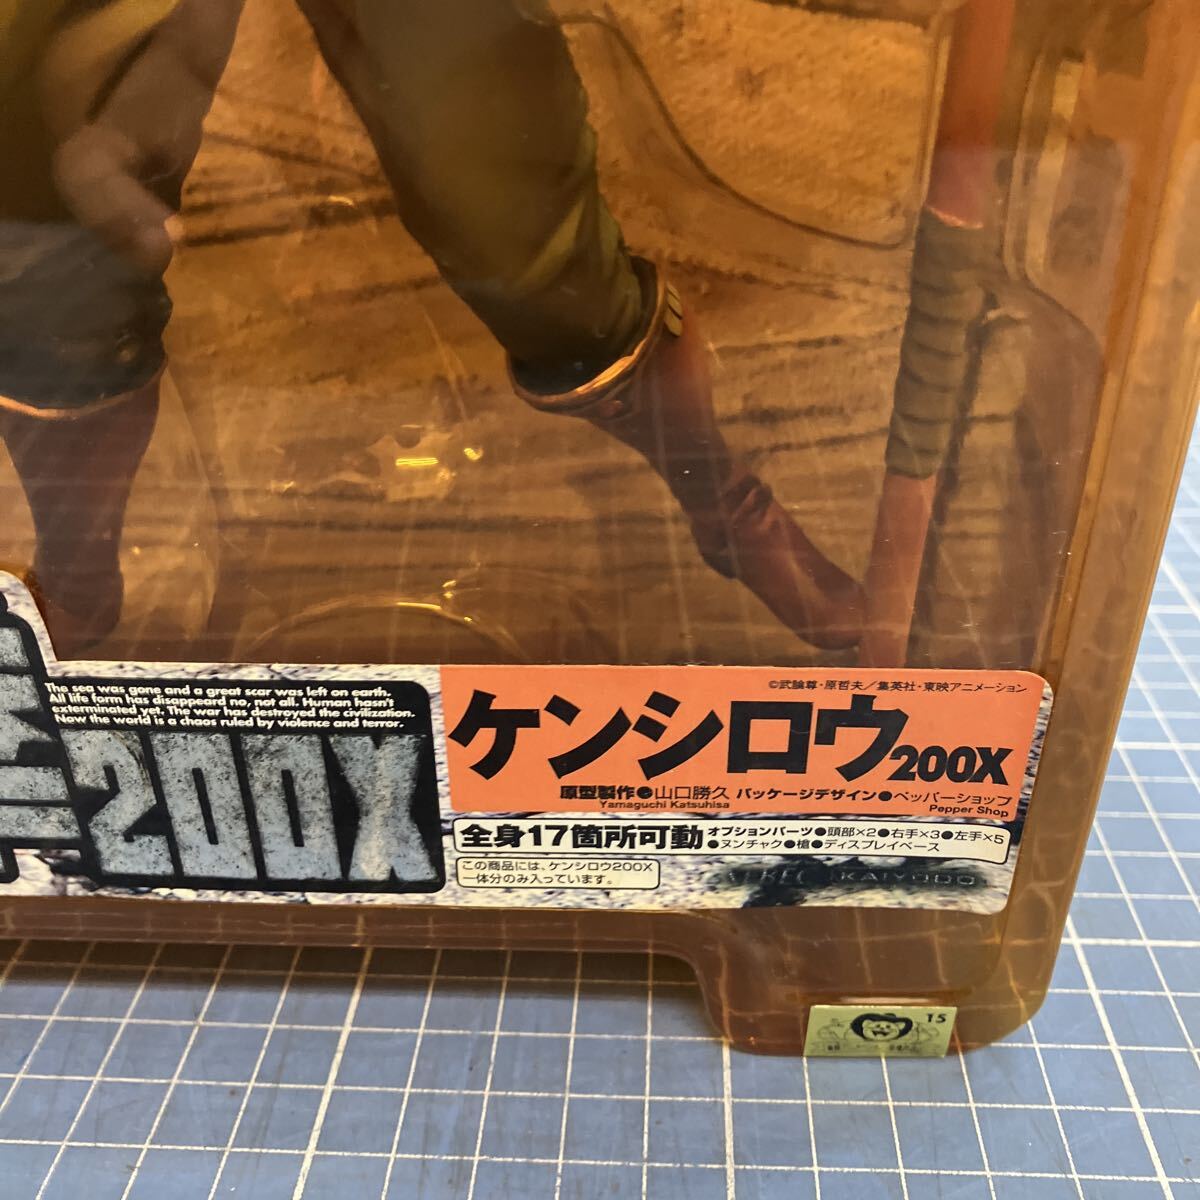 The sea was gone and a great scar was left on earth.
All life form has disappeard no, not all. Human hasn't
exterminated yet. The war has destroyed the civilization.
Now the world is a chaos ruled by violence and terror.
200X
©武論尊・原哲夫／集英社・東映アニメーション
ケンシロウ200X
原型製作●山口勝久 パッケージデザイン●ペッパーショップ
Yamaguchi Katsuhisa Pepper Shop
全身17箇所可動 オプションパーツ●頭部×2●右手×3●左手×5
●ヌンチャク●槍●ディスプレイベース
この商品には、ケンシロウ200X
一体分のみ入っています。
KAIYODO
15